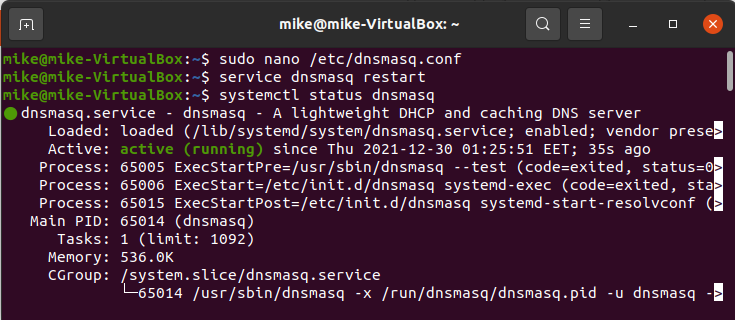 mike@mike-VirtualBox: ~
mike@mike-VirtualBox:~$ sudo nano /etc/dnsmasq.conf
mike@mike-VirtualBox:~$ service dnsmasq restart
mike@mike-VirtualBox:~$ systemctl status dnsmasq
● dnsmasq.service - dnsmasq - A lightweight DHCP and caching DNS server
Loaded: loaded (/lib/systemd/system/dnsmasq.service; enabled; vendor prese>
Active: active (running) since Thu 2021-12-30 01:25:51 EET; 35s ago
Process: 65005 ExecStartPre=/usr/sbin/dnsmasq --test (code=exited, status=0>
Process: 65006 ExecStart=/etc/init.d/dnsmasq systemd-exec (code=exited, sta>
Process: 65015 ExecStartPost=/etc/init.d/dnsmasq systemd-start-resolvconf (>
Main PID: 65014 (dnsmasq)
Tasks: 1 (limit: 1092)
Memory: 536.0K
CGroup: /system.slice/dnsmasq.service
└─65014 /usr/sbin/dnsmasq -x /run/dnsmasq/dnsmasq.pid -u dnsmasq ->